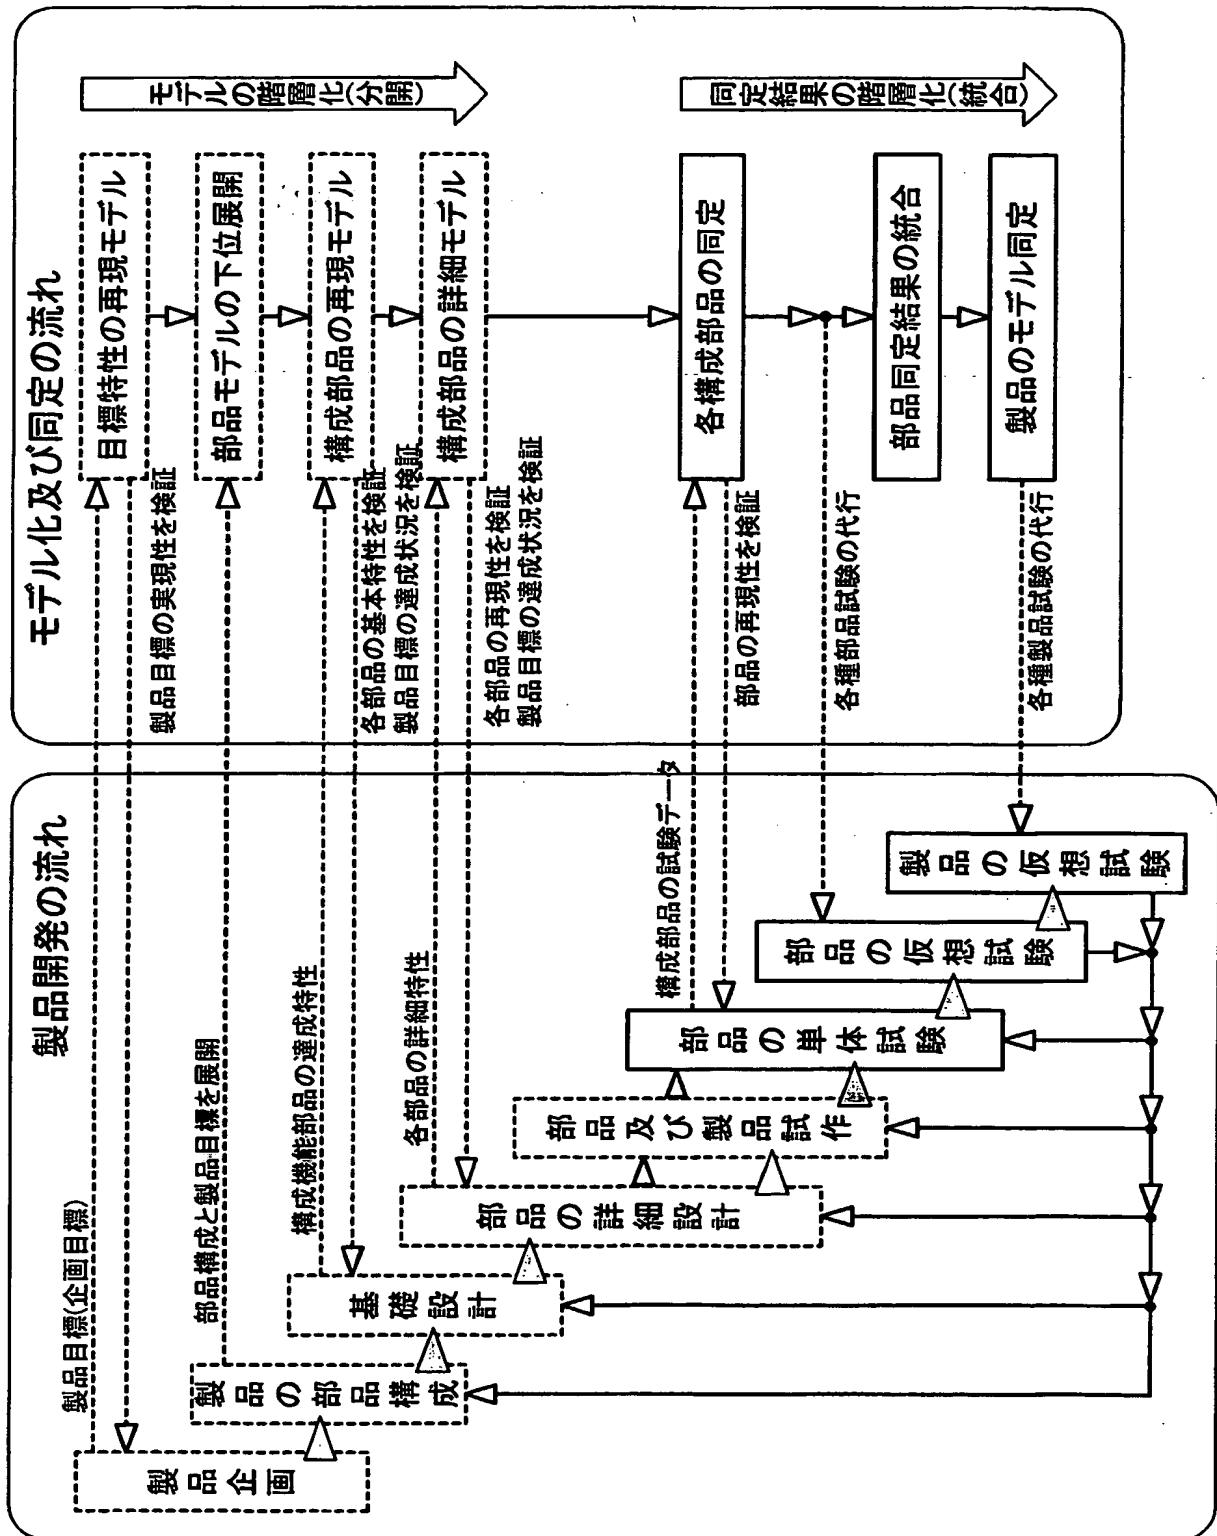 モデル化及び同定の流れ
モデルの階層化(分開)
同定結果の階層化(統合)
目標特性の再現モデル
部品モデルの下位展開
構成部品の再現モデル
構成部品の詳細モデル
各構成部品の同定
部品同定結果の統合
製品のモデル同定
製品目標の実現性を検証
各部品の基本特性を検証
製品目標の達成状況を検証
各部品の再現性を検証
製品目標の達成状況を検証
部品の再現性を検証
各種部品試験の代行
各種製品試験の代行
製品開発の流れ
製品目標(企画目標)
部品構成と製品目標を展開
構成機能部品の達成特性
各部品の詳細特性
構成部品の試験データ
製品企画
製品の部品構成
基礎設計
部品の詳細設計
部品及び製品試作
部品の単体試験
部品の仮想試験
製品の仮想試験